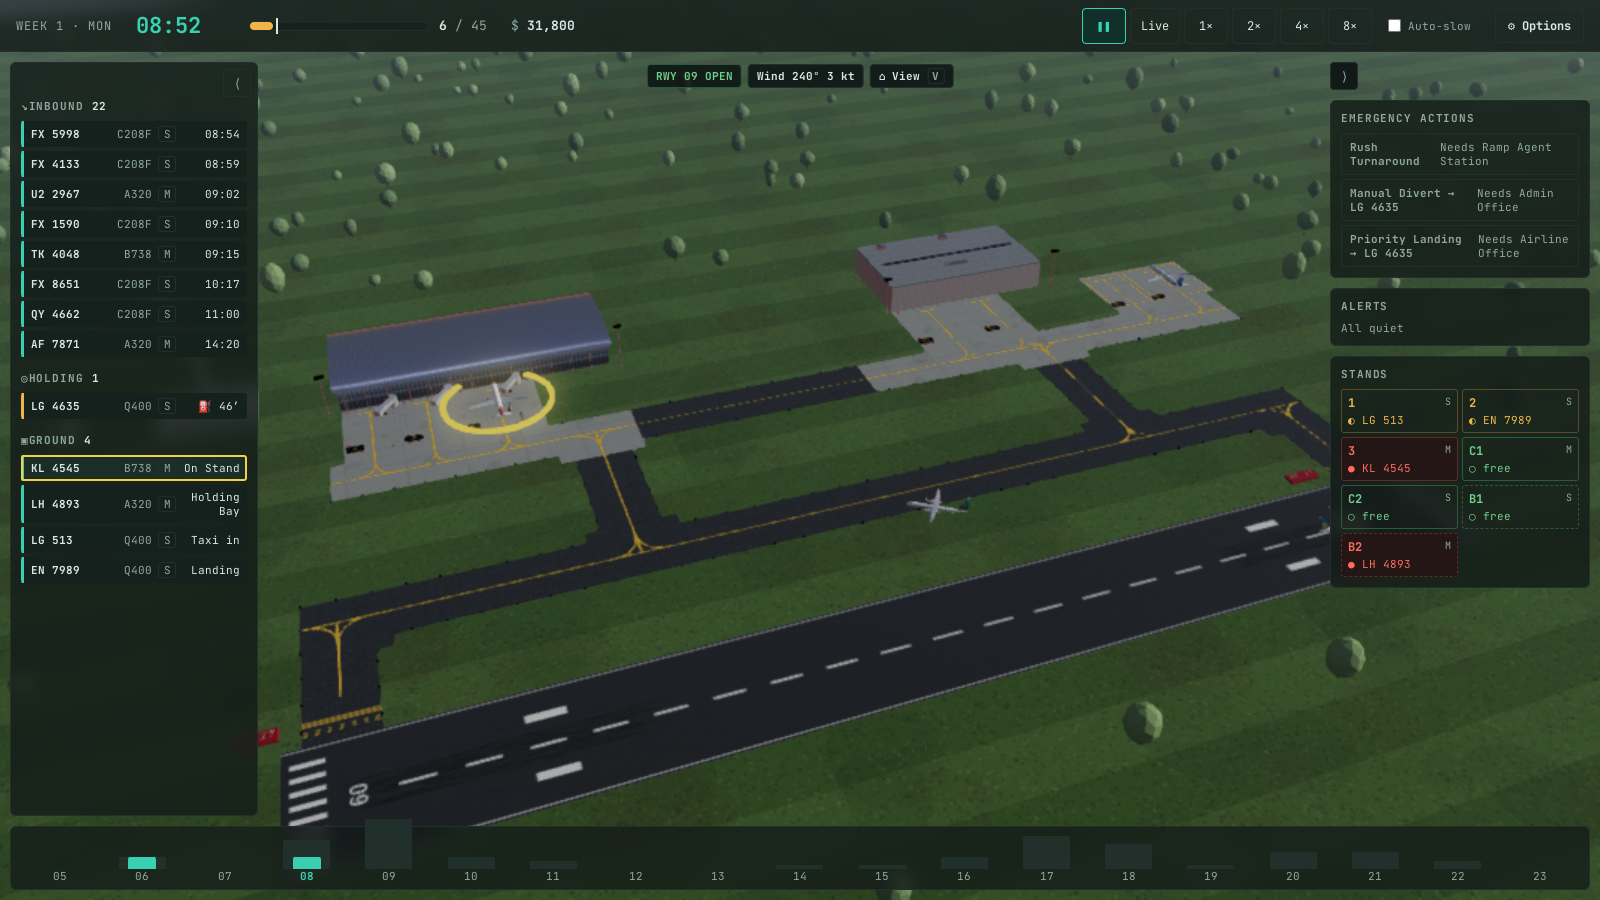 WEEK 1 · MON 08:52 6 / 45 $ 31,800 Live 1× 2× 4× 8× Auto-slow ⚙ Options
RWY 09 OPEN Wind 240° 3 kt ⌂ View V
↘INBOUND 22
FX 5998 C208F S 08:54
FX 4133 C208F S 08:59
U2 2967 A320 M 09:02
FX 1590 C208F S 09:10
TK 4048 B738 M 09:15
FX 8651 C208F S 10:17
QY 4662 C208F S 11:00
AF 7871 A320 M 14:20
◎HOLDING 1
LG 4635 Q400 S ⛽ 46′
▣GROUND 4
KL 4545 B738 M On Stand
LH 4893 A320 M Holding
Bay
LG 513 Q400 S Taxi in
EN 7989 Q400 S Landing
EMERGENCY ACTIONS
Rush Needs Ramp Agent
Turnaround Station
Manual Divert → Needs Admin
LG 4635 Office
Priority Landing Needs Airline
→ LG 4635 Office
ALERTS
All quiet
STANDS
1 S
◐ LG 513
2 S
◐ EN 7989
3 M
● KL 4545
C1 M
○ free
C2 S
○ free
B1 S
○ free
B2 M
● LH 4893
09
05 06 07 08 09 10 11 12 13 14 15 16 17 18 19 20 21 22 23